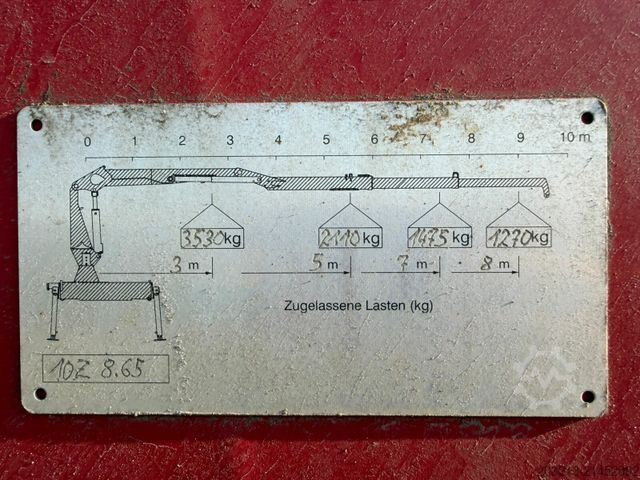 0 1 2 3 4 5 6 7 8 9 10 m
3530 kg 2110 kg 1475 kg 1270 kg
3 m 5 m 7 m 8 m
Zugelassene Lasten (kg)
10Z 8.65